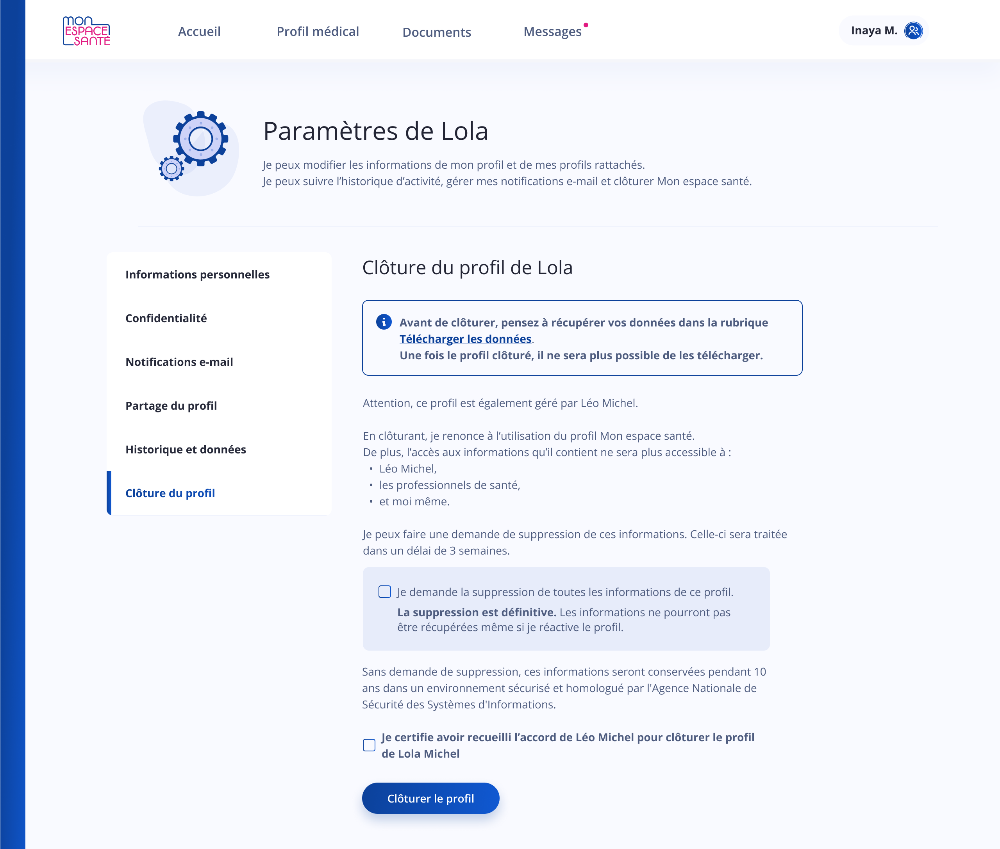 mon
ESPACE
SANTÉ
Accueil
Profil médical
Documents
Messages
Inaya M.
Paramètres de Lola
Je peux modifier les informations de mon profil et de mes profils rattachés.
Je peux suivre l’historique d’activité, gérer mes notifications e-mail et clôturer Mon espace santé.
Informations personnelles
Confidentialité
Notifications e-mail
Partage du profil
Historique et données
Clôture du profil
Clôture du profil de Lola
Avant de clôturer, pensez à récupérer vos données dans la rubrique
Télécharger les données.
Une fois le profil clôturé, il ne sera plus possible de les télécharger.
Attention, ce profil est également géré par Léo Michel.
En clôturant, je renonce à l’utilisation du profil Mon espace santé.
De plus, l’accès aux informations qu’il contient ne sera plus accessible à :
• Léo Michel,
• les professionnels de santé,
• et moi même.
Je peux faire une demande de suppression de ces informations. Celle-ci sera traitée
dans un délai de 3 semaines.
Je demande la suppression de toutes les informations de ce profil.
La suppression est définitive. Les informations ne pourront pas
être récupérées même si je réactive le profil.
Sans demande de suppression, ces informations seront conservées pendant 10
ans dans un environnement sécurisé et homologué par l'Agence Nationale de
Sécurité des Systèmes d'Informations.
Je certifie avoir recueilli l’accord de Léo Michel pour clôturer le profil
de Lola Michel
Clôturer le profil